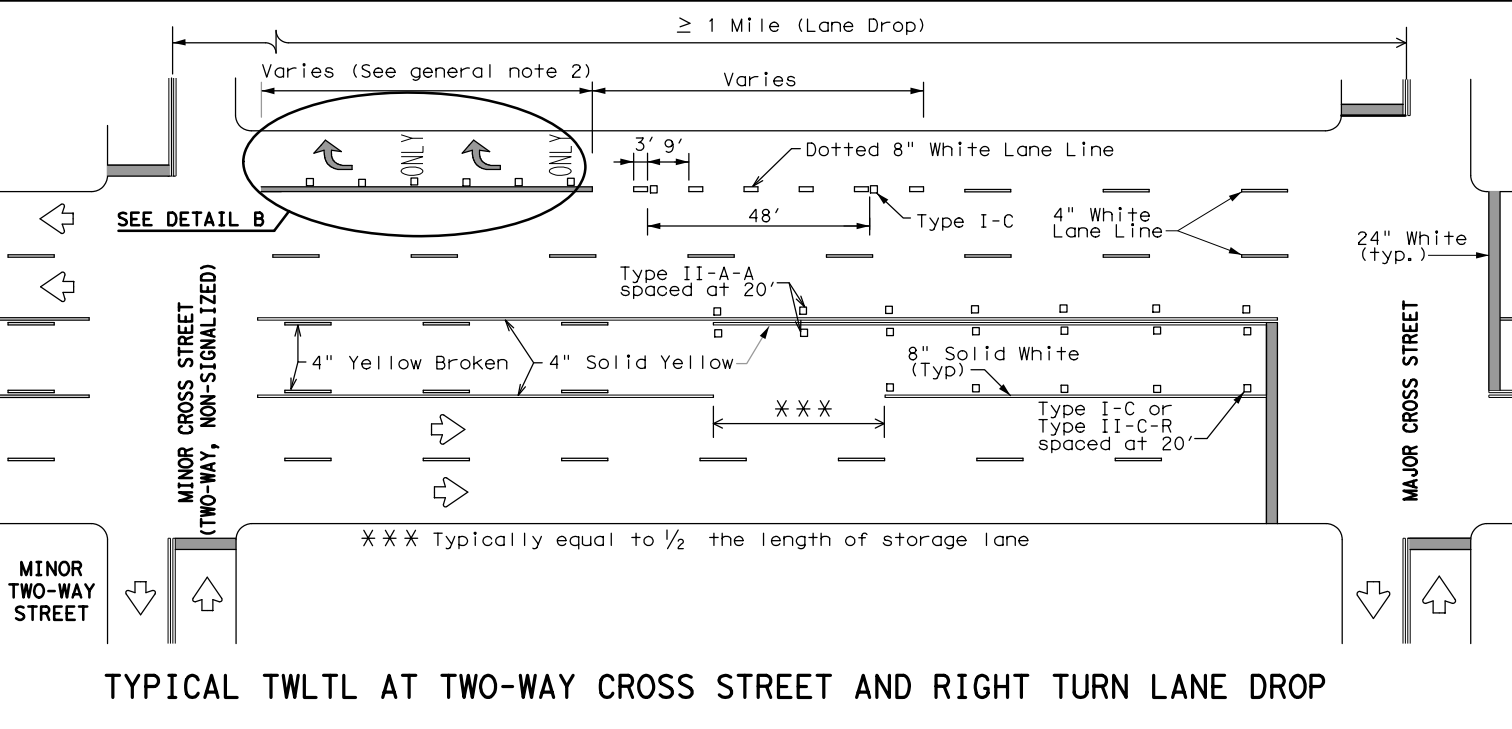 ≥ 1 Mile (Lane Drop)
Varies (See general note 2)
Varies
ONLY
ONLY
3'
9'
Dotted 8" White Lane Line
SEE DETAIL B
48'
Type I-C
4" White
Lane Line
24" White
(typ.)
Type II-A-A
spaced at 20'
MINOR CROSS STREET
(TWO-WAY, NON-SIGNALIZED)
4" Yellow Broken
4" Solid Yellow
8" Solid White
(Typ)
MAJOR CROSS STREET
***
Type I-C or
Type II-C-R
spaced at 20'
*** Typically equal to ½ the length of storage lane
MINOR
TWO-WAY
STREET
TYPICAL TWLTL AT TWO-WAY CROSS STREET AND RIGHT TURN LANE DROP